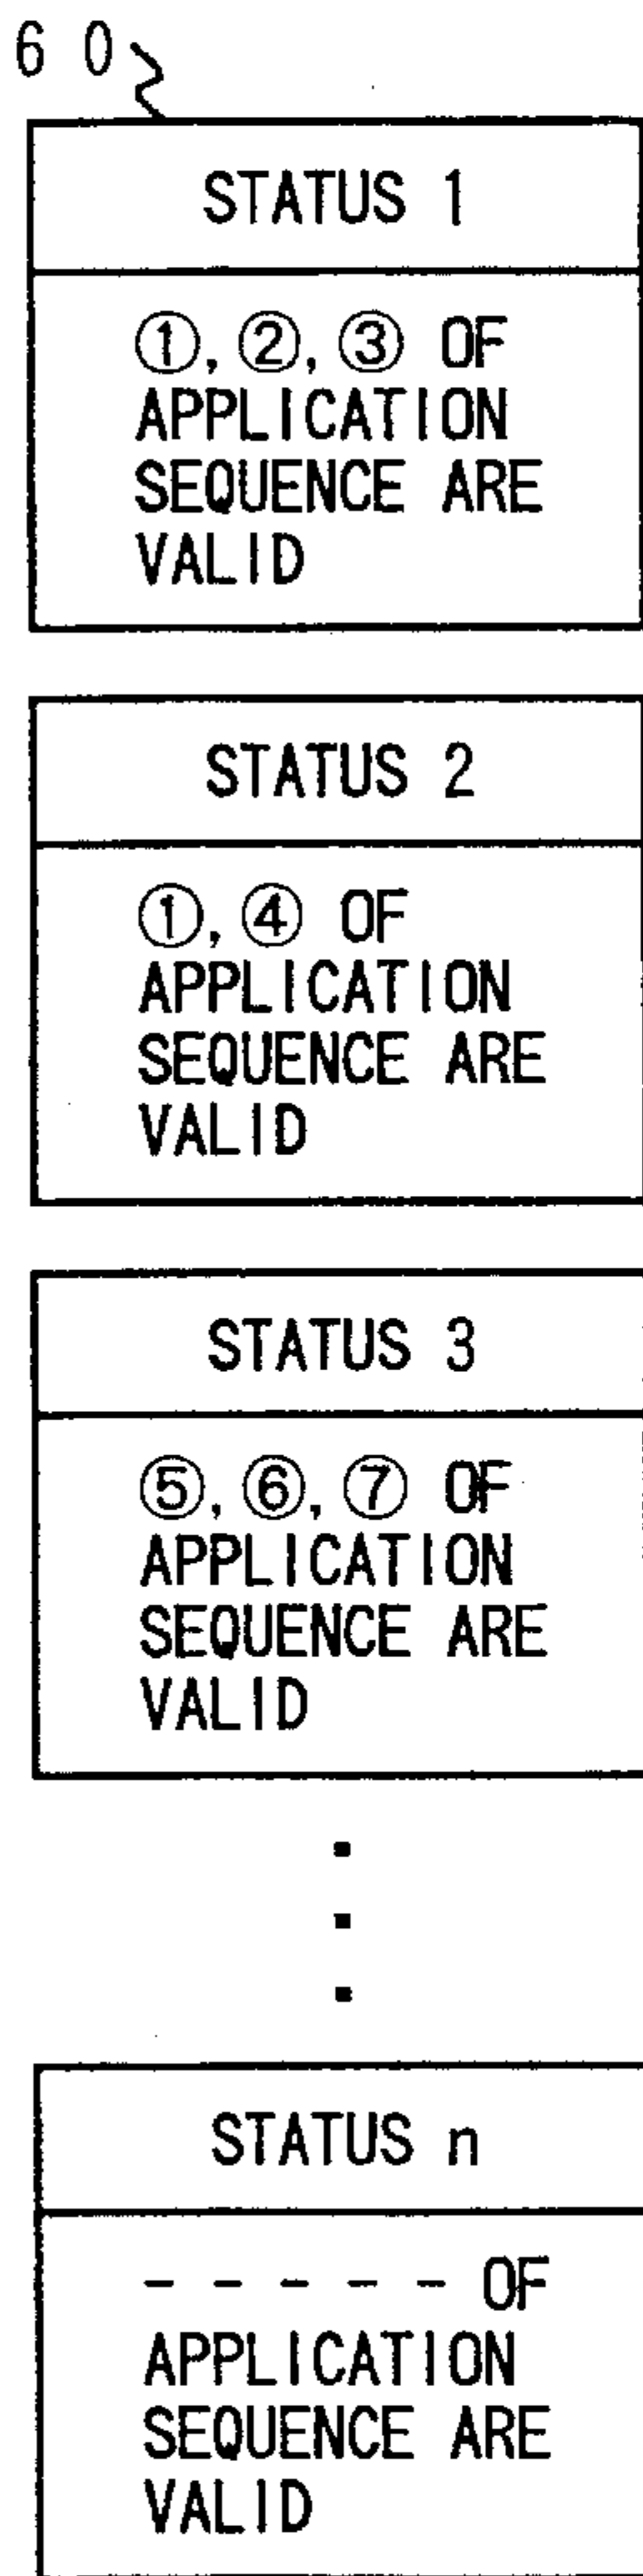 60
STATUS 1
①, ②, ③ OF
APPLICATION
SEQUENCE ARE
VALID
STATUS 2
①, ④ OF
APPLICATION
SEQUENCE ARE
VALID
STATUS 3
⑤, ⑥, ⑦ OF
APPLICATION
SEQUENCE ARE
VALID
STATUS n
- - - - - OF
APPLICATION
SEQUENCE ARE
VALID